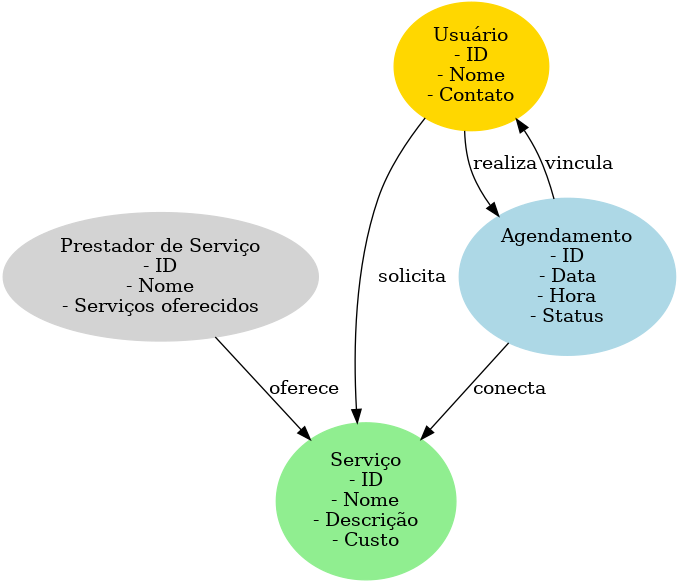 Usuário
- ID
- Nome
- Contato
realiza
vincula
Prestador de Serviço
- ID
- Nome
- Serviços oferecidos
solicita
Agendamento
- ID
- Data
- Hora
- Status
oferece
conecta
Serviço
- ID
- Nome
- Descrição
- Custo